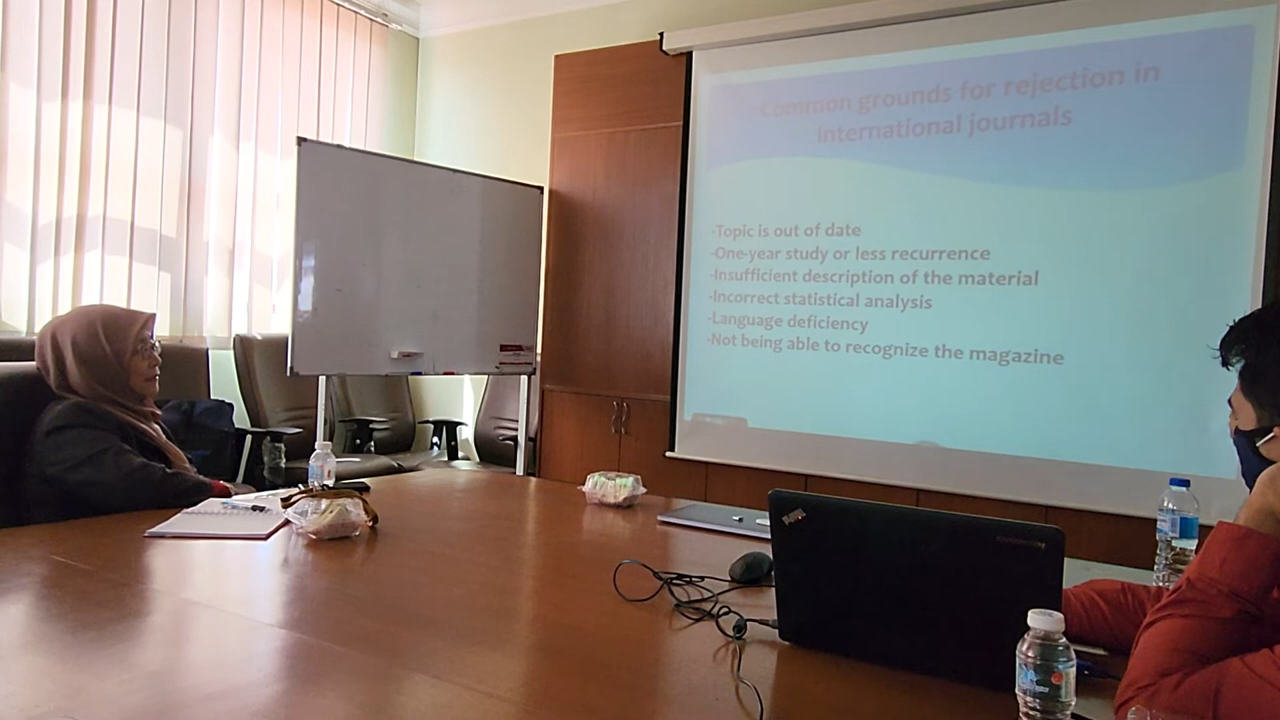 Common grounds for rejection in
international journals
-Topic is out of date
-One-year study or less recurrence
-Insufficient description of the material
-Incorrect statistical analysis
-Language deficiency
-Not being able to recognize the magazine